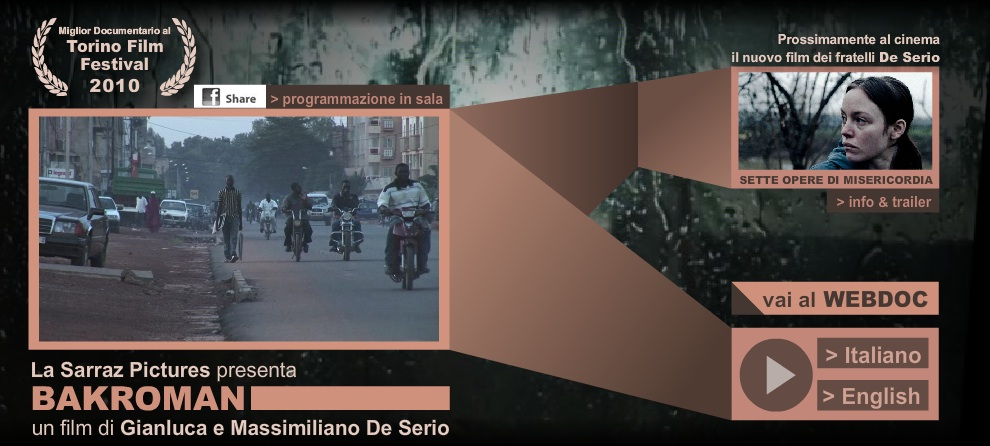 Miglior Documentario al
Torino Film
Festival
2010
f Share
> programmazione in sala
Prossimamente al cinema
il nuovo film dei fratelli De Serio
SETTE OPERE DI MISERICORDIA
> info & trailer
vai al WEBDOC
> Italiano
> English
La Sarraz Pictures presenta
BAKROMAN
un film di Gianluca e Massimiliano De Serio